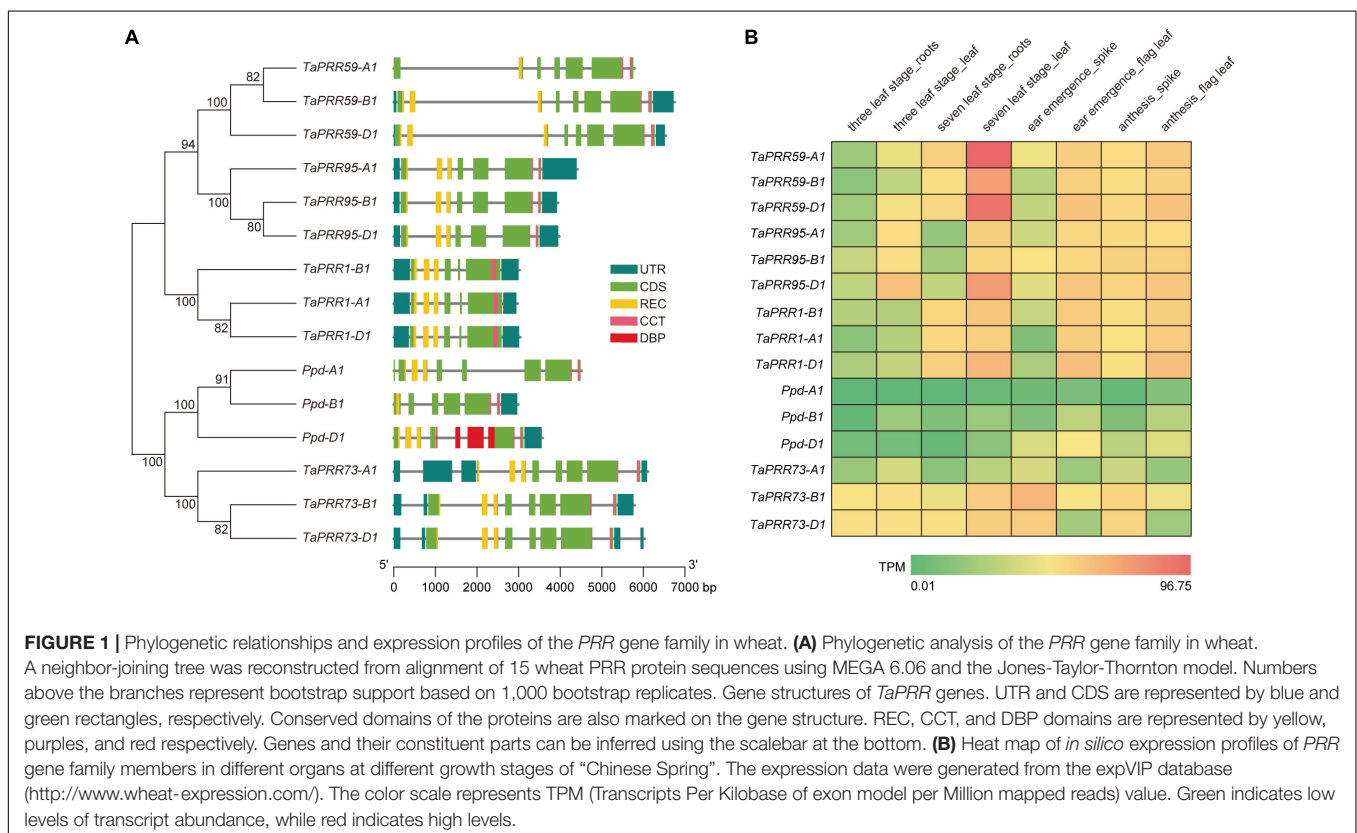 A
82
100
94
100
80
100
82
91
100
100
100
82
TaPRR59-A1
TaPRR59-B1
TaPRR59-D1
TaPRR95-A1
TaPRR95-B1
TaPRR95-D1
TaPRR1-B1
TaPRR1-A1
TaPRR1-D1
Ppd-A1
Ppd-B1
Ppd-D1
TaPRR73-A1
TaPRR73-B1
TaPRR73-D1
UTR
CDS
REC
CCT
DBP
5' 3'
0 1000 2000 3000 4000 5000 6000 7000 bp
B
three leaf stage_roots
three leaf stage_leaf
seven leaf stage_roots
seven leaf stage_leaf
ear emergence_spike
ear emergence_flag leaf
anthesis_spike
anthesis_flag leaf
TaPRR59-A1
TaPRR59-B1
TaPRR59-D1
TaPRR95-A1
TaPRR95-B1
TaPRR95-D1
TaPRR1-B1
TaPRR1-A1
TaPRR1-D1
Ppd-A1
Ppd-B1
Ppd-D1
TaPRR73-A1
TaPRR73-B1
TaPRR73-D1
TPM
0.01 96.75
FIGURE 1 | Phylogenetic relationships and expression profiles of the PRR gene family in wheat. (A) Phylogenetic analysis of the PRR gene family in wheat.
A neighbor-joining tree was reconstructed from alignment of 15 wheat PRR protein sequences using MEGA 6.06 and the Jones-Taylor-Thornton model. Numbers
above the branches represent bootstrap support based on 1,000 bootstrap replicates. Gene structures of TaPRR genes. UTR and CDS are represented by blue and
green rectangles, respectively. Conserved domains of the proteins are also marked on the gene structure. REC, CCT, and DBP domains are represented by yellow,
purples, and red respectively. Genes and their constituent parts can be inferred using the scalebar at the bottom. (B) Heat map of in silico expression profiles of PRR
gene family members in different organs at different growth stages of “Chinese Spring”. The expression data were generated from the expVIP database
(http://www.wheat-expression.com/). The color scale represents TPM (Transcripts Per Kilobase of exon model per Million mapped reads) value. Green indicates low
levels of transcript abundance, while red indicates high levels.